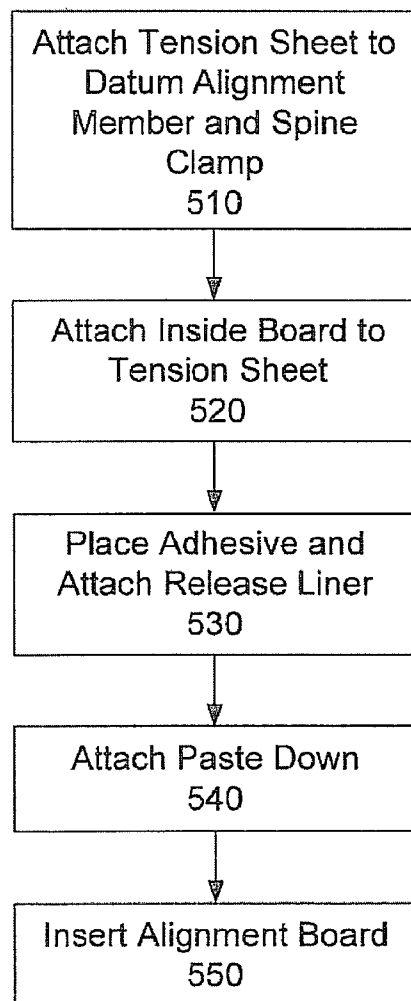 Attach Tension Sheet to
Datum Alignment
Member and Spine
Clamp
510
Attach Inside Board to
Tension Sheet
520
Place Adhesive and
Attach Release Liner
530
Attach Paste Down
540
Insert Alignment Board
550